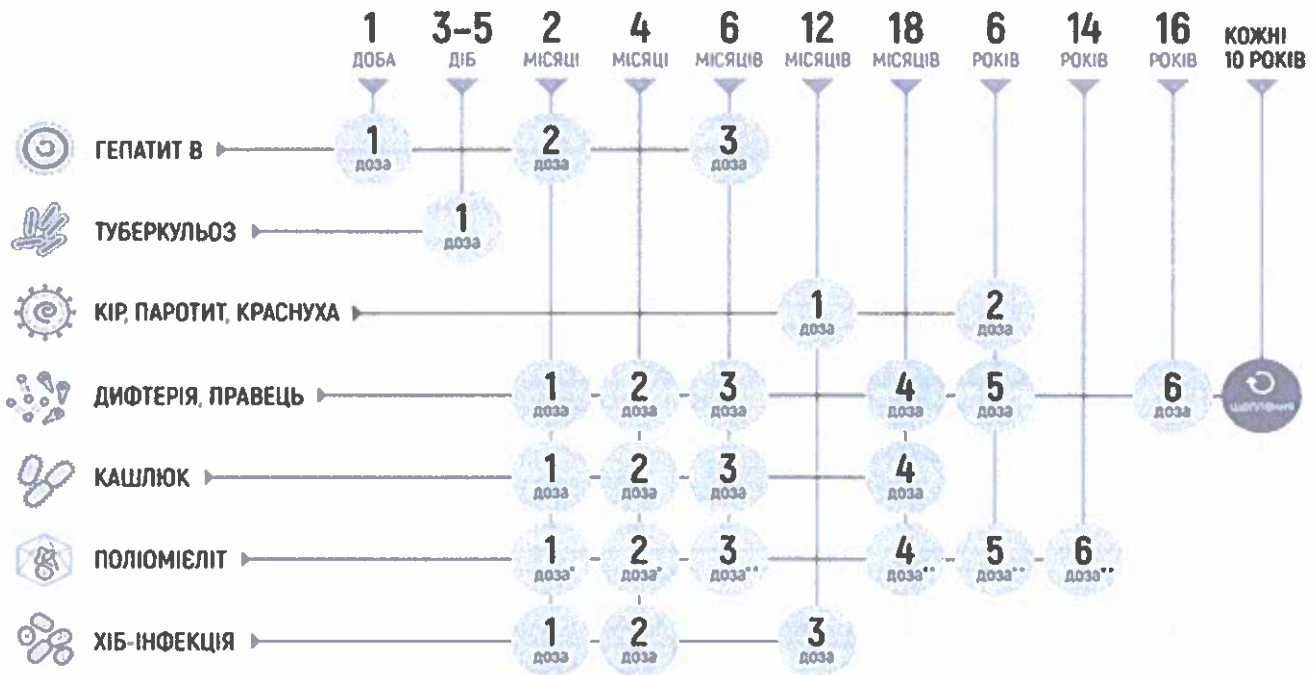 1 3–5 2 4 6 12 18 6 14 16 КОЖНІ
ДОБА ДІБ МІСЯЦІ МІСЯЦІ МІСЯЦІВ МІСЯЦІВ МІСЯЦІВ РОКІВ РОКІВ РОКІВ 10 РОКІВ
ГЕПАТИТ В 1 2 3
доза доза доза
ТУБЕРКУЛЬОЗ 1
доза
КІР, ПАРОТИТ, КРАСНУХА 1 2
доза доза
ДИФТЕРІЯ, ПРАВЕЦЬ 1 2 3 4 5 6
доза доза доза доза доза доза щеплення
КАШЛЮК 1 2 3 4
доза доза доза доза
ПОЛІОМІЄЛІТ 1 2 3 4 5 6
доза* доза* доза** доза** доза** доза**
ХІБ-ІНФЕКЦІЯ 1 2 3
доза доза доза